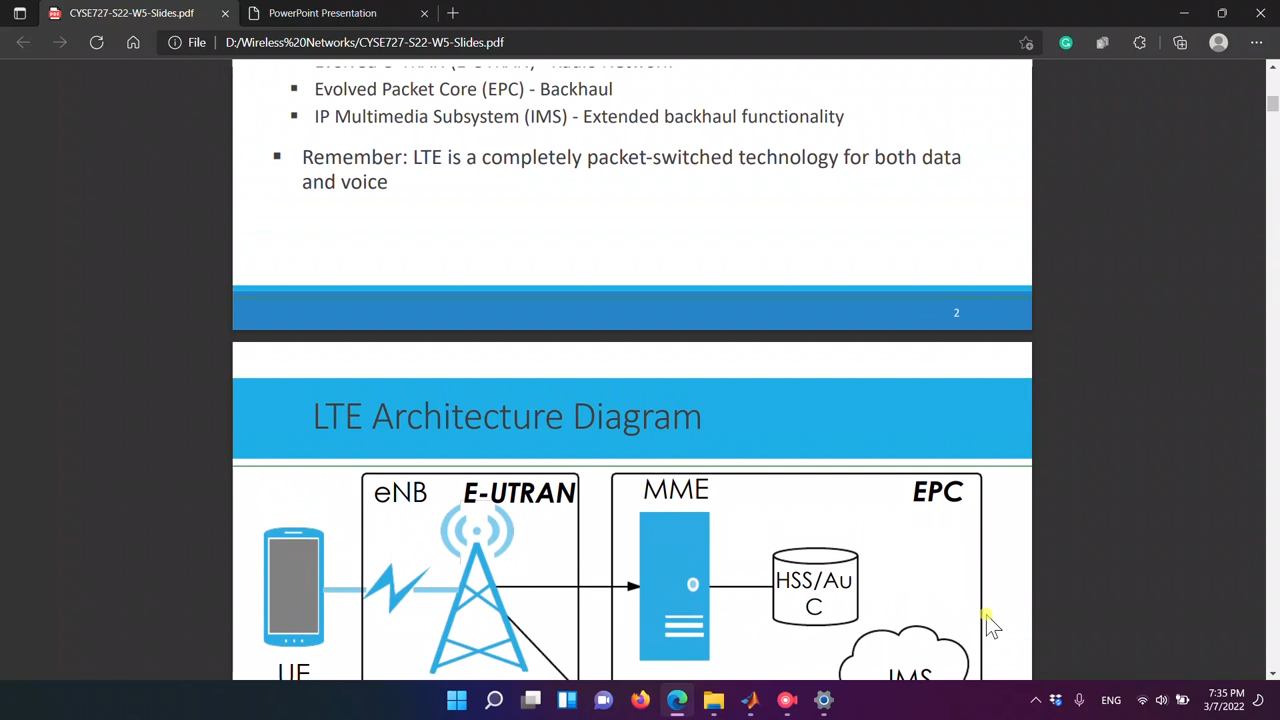 CYSE727-S22-W5-Slides.pdf
PowerPoint Presentation
File
D:/Wireless%20Networks/CYSE727-S22-W5-Slides.pdf
Evolved Packet Core (EPC) - Backhaul
IP Multimedia Subsystem (IMS) - Extended backhaul functionality
Remember: LTE is a completely packet-switched technology for both data
and voice
2
LTE Architecture Diagram
eNB
E-UTRAN
MME
EPC
HSS/Au
C
UE
IMS
ENG
7:35 PM
3/7/2022